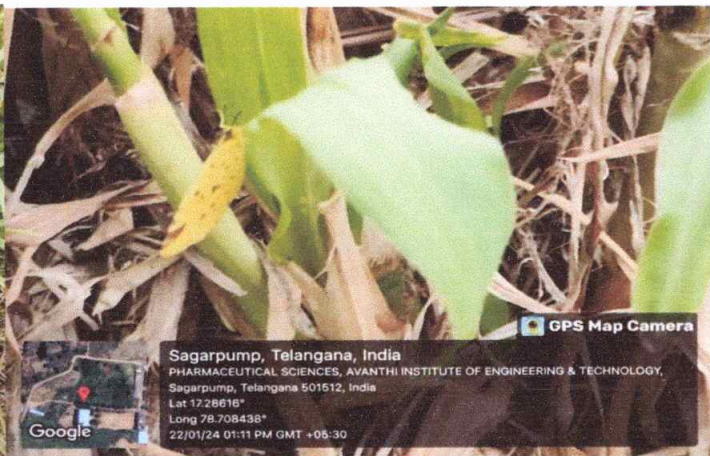 GPS Map Camera
Sagarpump, Telangana, India
PHARMACEUTICAL SCIENCES, AVANTHI INSTITUTE OF ENGINEERING & TECHNOLOGY,
Sagarpump, Telangana 501512, India
Lat 17.28616°
Long 78.708438°
22/01/24 01:11 PM GMT +05:30
Google